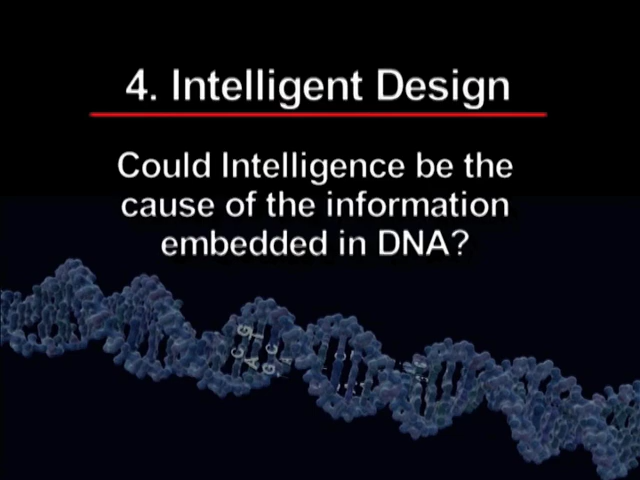 4. Intelligent Design
Could Intelligence be the
cause of the information
embedded in DNA?